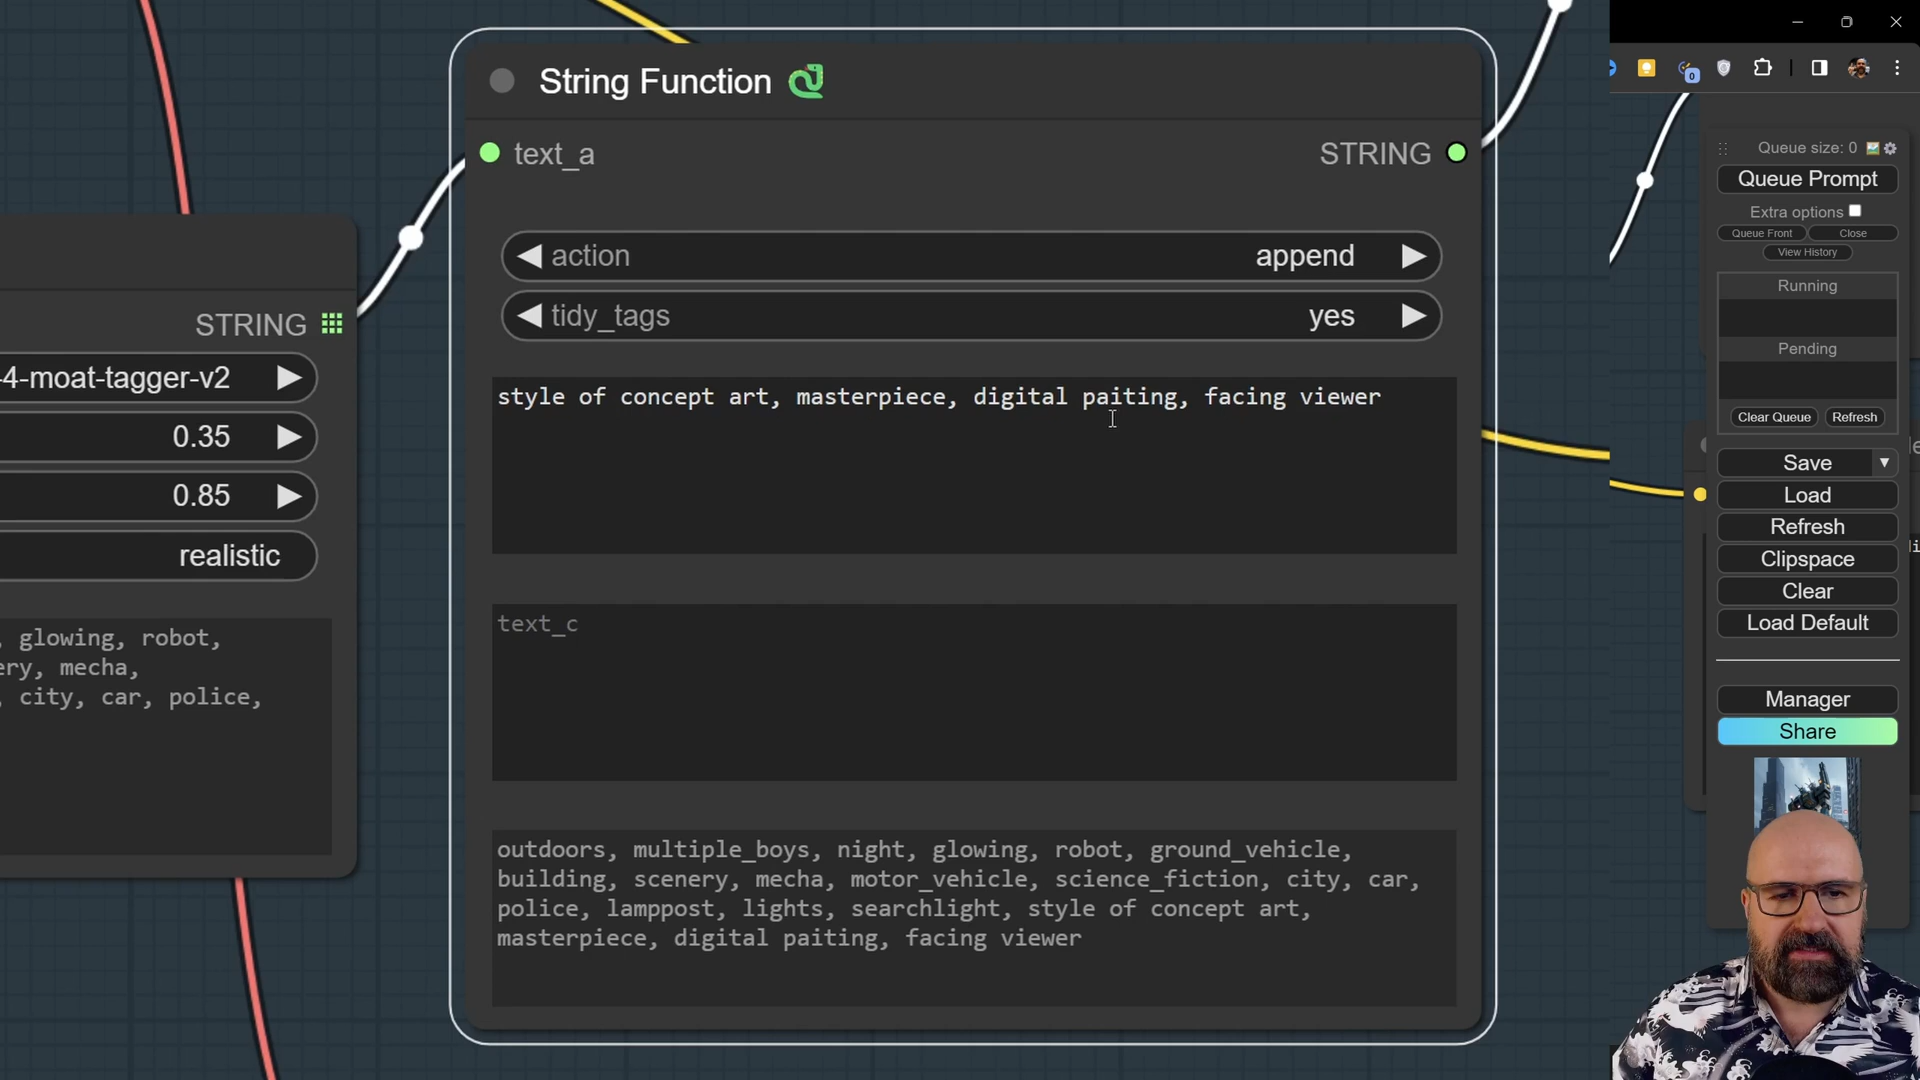 String Function
text_a
STRING
action
append
tidy_tags
yes
style of concept art, masterpiece, digital paiting, facing viewer
text_c
outdoors, multiple_boys, night, glowing, robot, ground_vehicle,
building, scenery, mecha, motor_vehicle, science_fiction, city, car,
police, lamppost, lights, searchlight, style of concept art,
masterpiece, digital paiting, facing viewer
STRING
-4-moat-tagger-v2
0.35
0.85
realistic
, glowing, robot,
ery, mecha,
, city, car, police,
0
Queue size: 0
Queue Prompt
Extra options
Queue Front
Close
View History
Running
Pending
Clear Queue
Refresh
Save
Load
Refresh
Clipspace
Clear
Load Default
Manager
Share